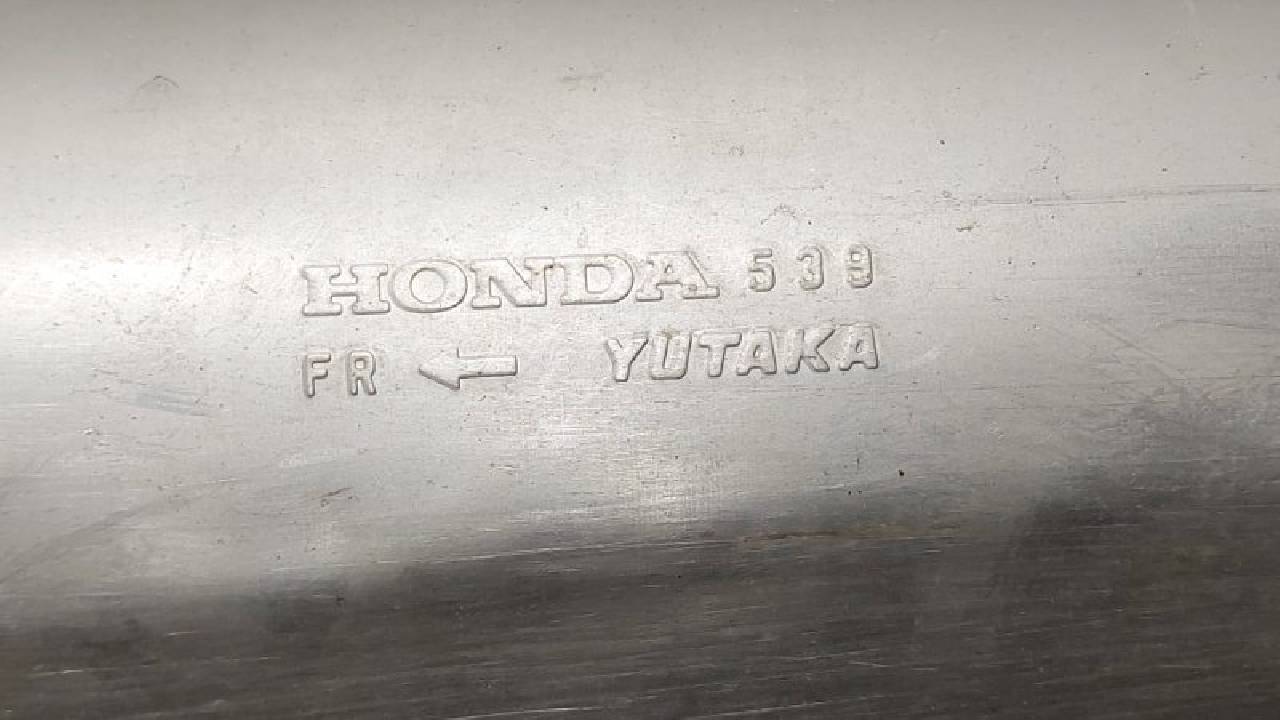 HONDA 539
FR ← YUTAKA